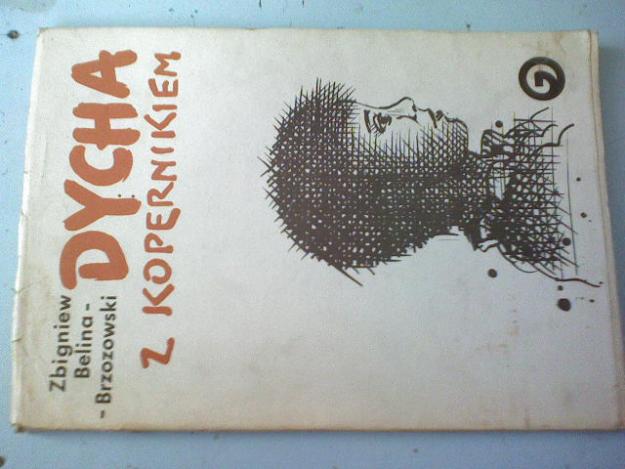 Zbigniew
Belina -
- Brzozowski
DYCHA
Z KOPERNIKIEM